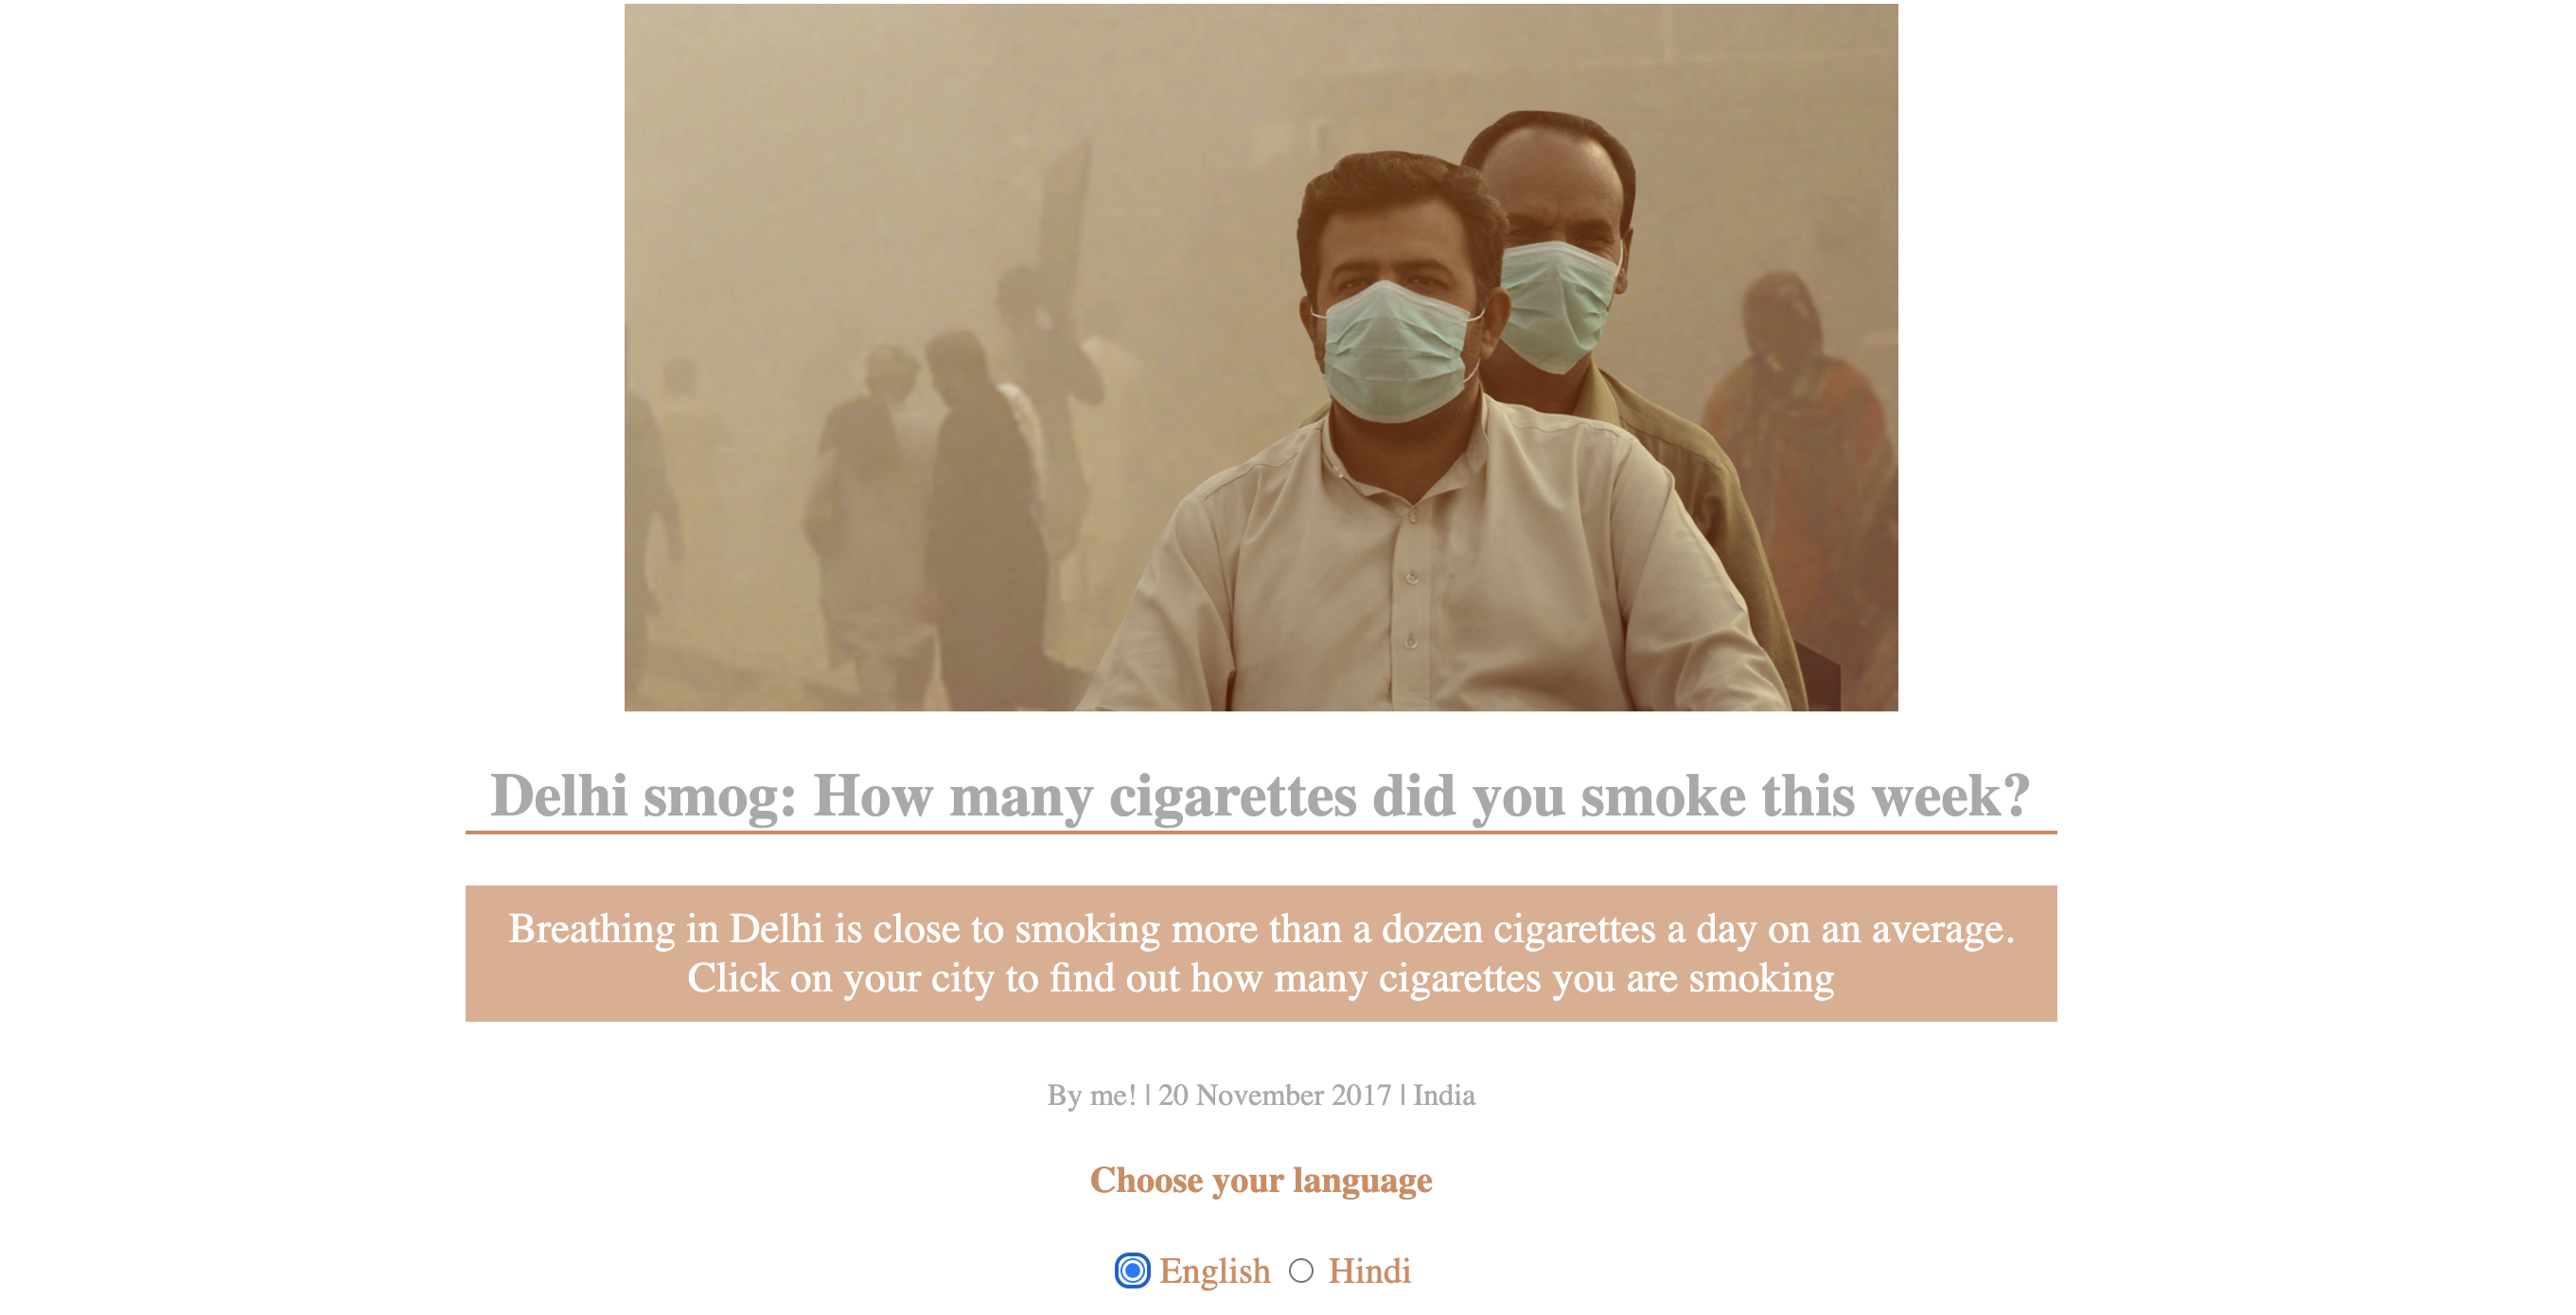 Delhi smog: How many cigarettes did you smoke this week?
Breathing in Delhi is close to smoking more than a dozen cigarettes a day on an average.
Click on your city to find out how many cigarettes you are smoking
By me! | 20 November 2017 | India
Choose your language
English Hindi